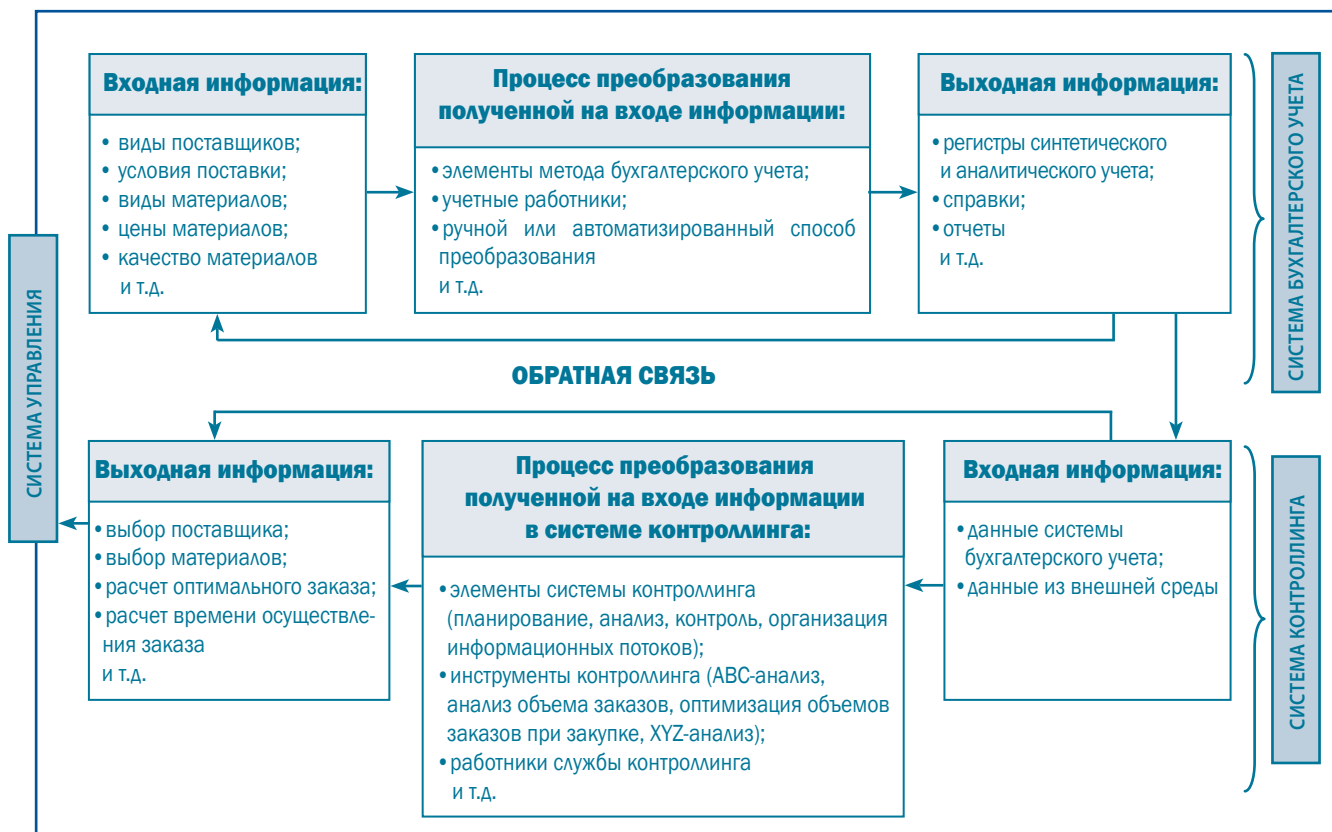 СИСТЕМА УПРАВЛЕНИЯ
Входная информация:
• виды поставщиков;
• условия поставки;
• виды материалов;
• цены материалов;
• качество материалов
и т.д.
Процесс преобразования
полученной на входе информации:
• элементы метода бухгалтерского учета;
• учетные работники;
• ручной или автоматизированный способ
преобразования
и т.д.
Выходная информация:
• регистры синтетического
и аналитического учета;
• справки;
• отчеты
и т.д.
СИСТЕМА БУХГАЛТЕРСКОГО УЧЕТА
ОБРАТНАЯ СВЯЗЬ
Выходная информация:
• выбор поставщика;
• выбор материалов;
• расчет оптимального заказа;
• расчет времени осуществле-
ния заказа
и т.д.
Процесс преобразования
полученной на входе информации
в системе контроллинга:
• элементы системы контроллинга
(планирование, анализ, контроль, организация
информационных потоков);
• инструменты контроллинга (АВС-анализ,
анализ объема заказов, оптимизация объемов
заказов при закупке, XYZ-анализ);
• работники службы контроллинга
и т.д.
Входная информация:
• данные системы
бухгалтерского учета;
• данные из внешней среды
СИСТЕМА КОНТРОЛЛИНГА